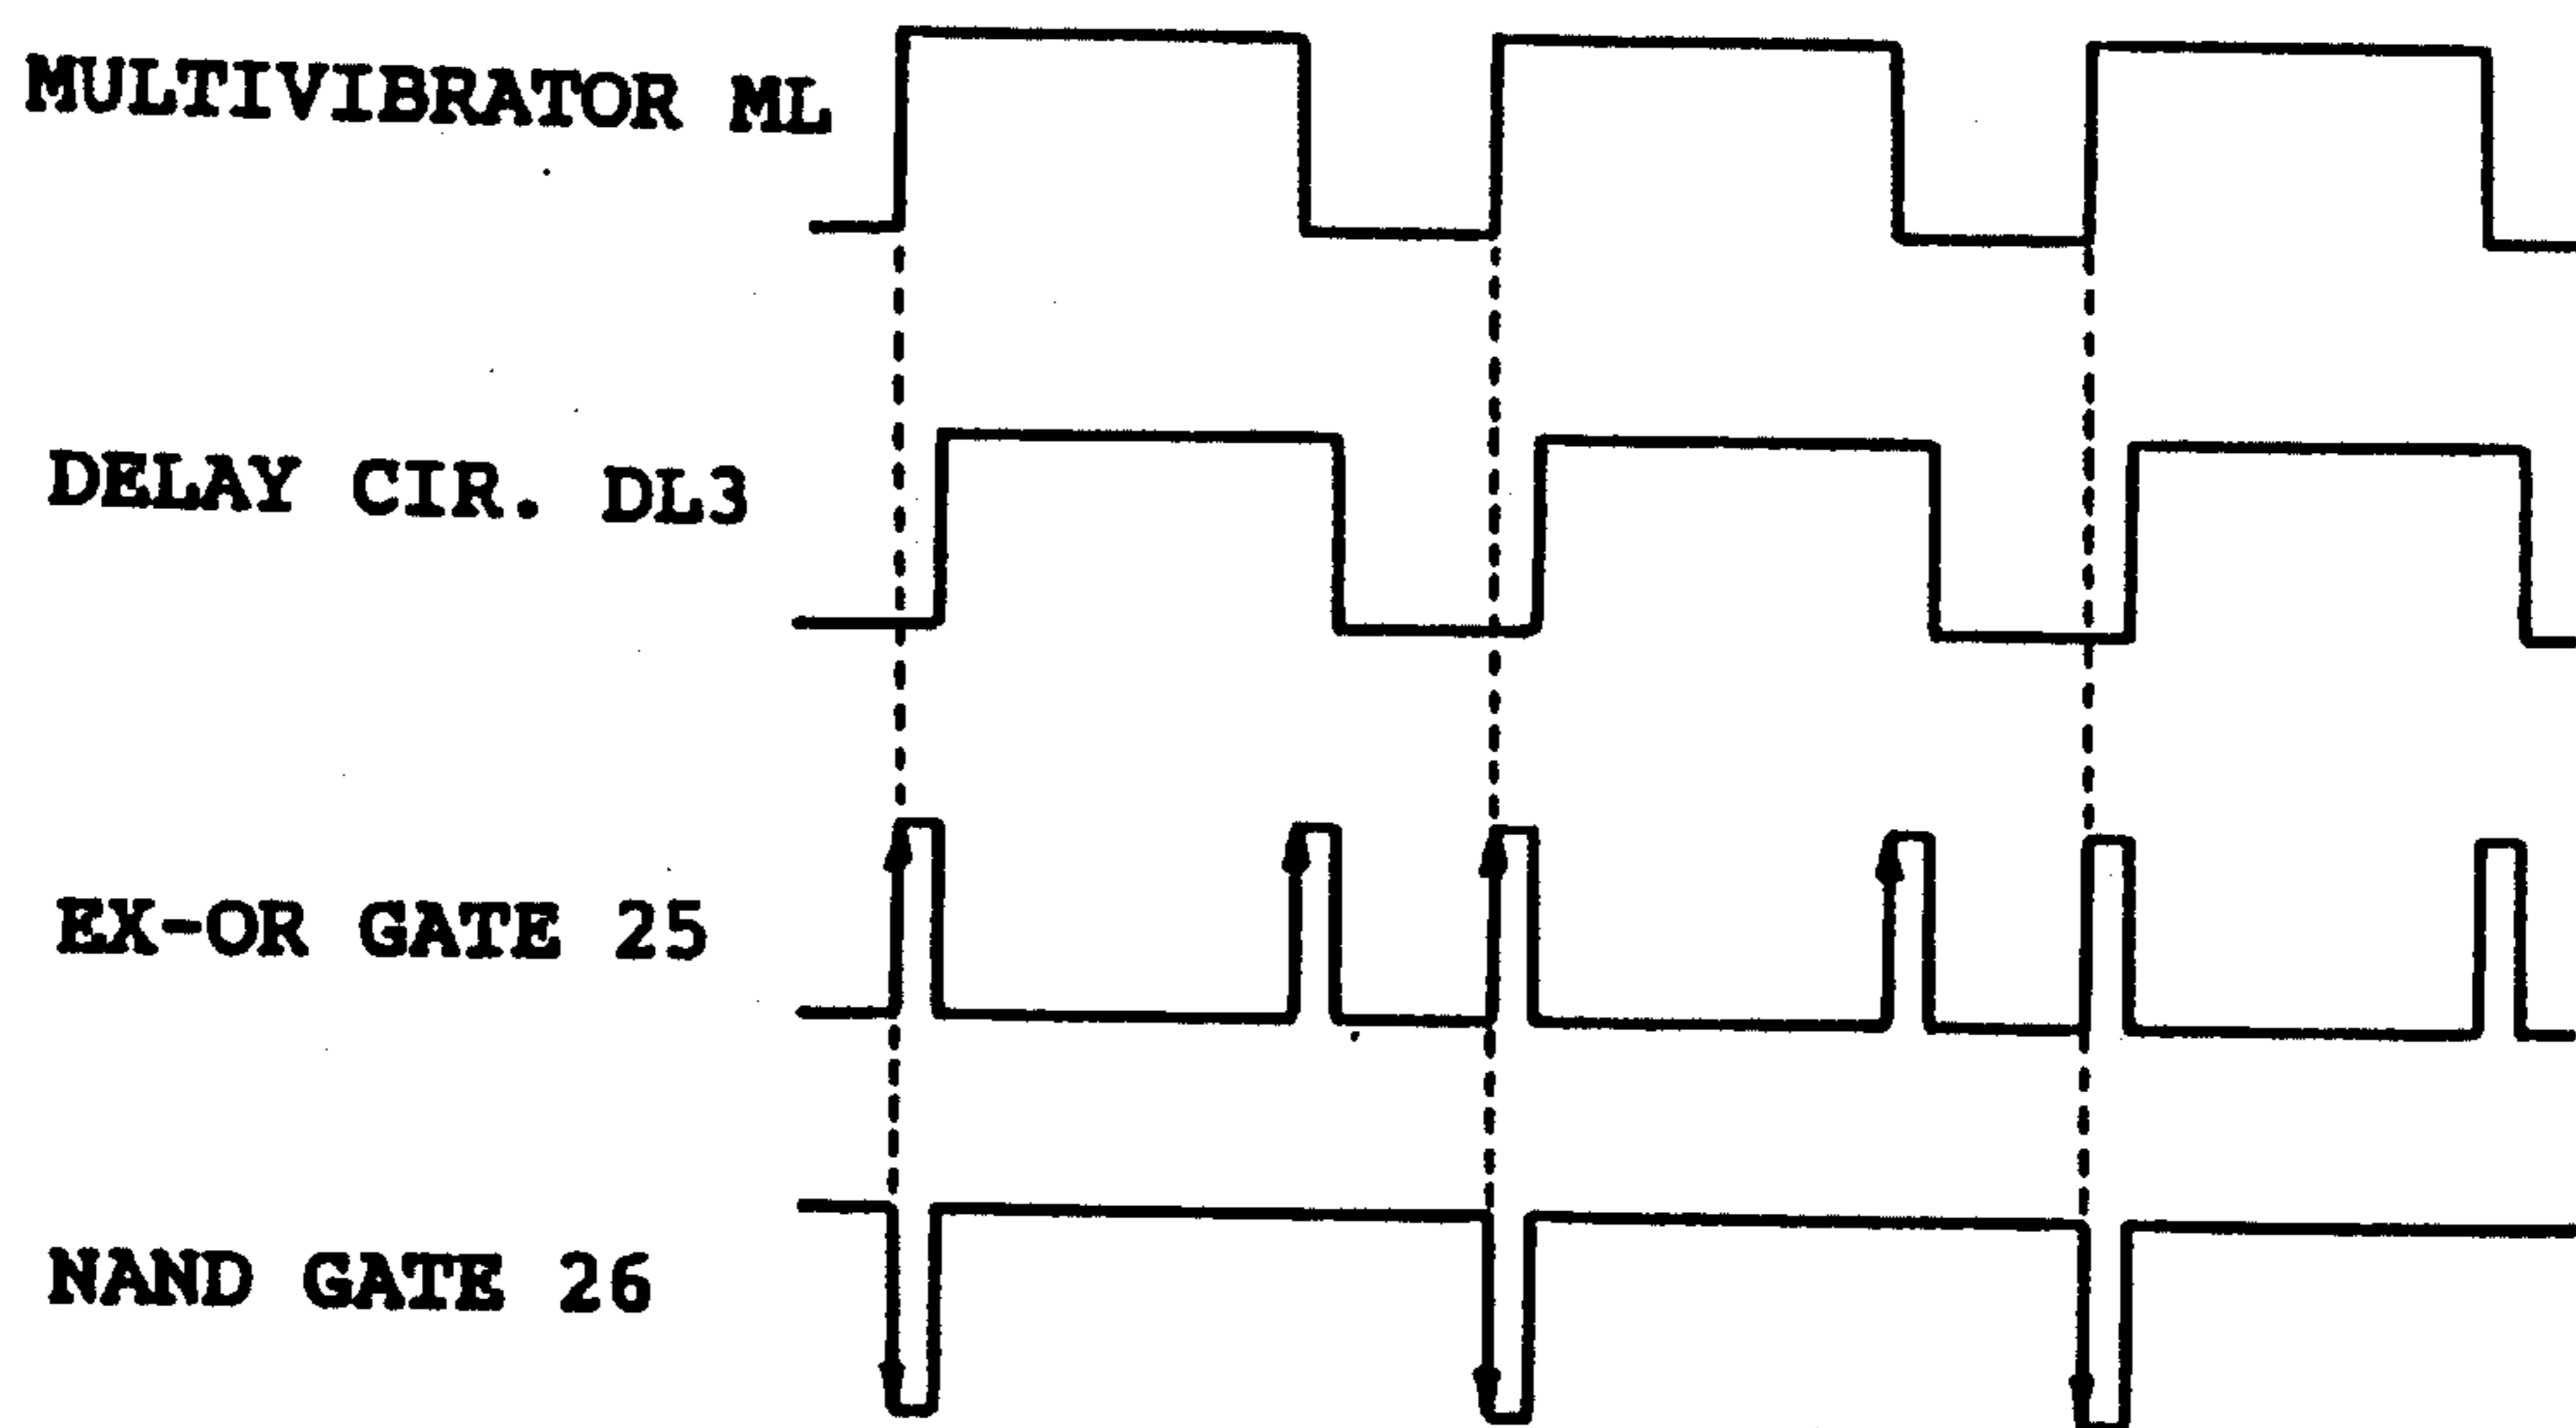 MULTIVIBRATOR ML
DELAY CIR. DL3
EX-OR GATE 25
NAND GATE 26